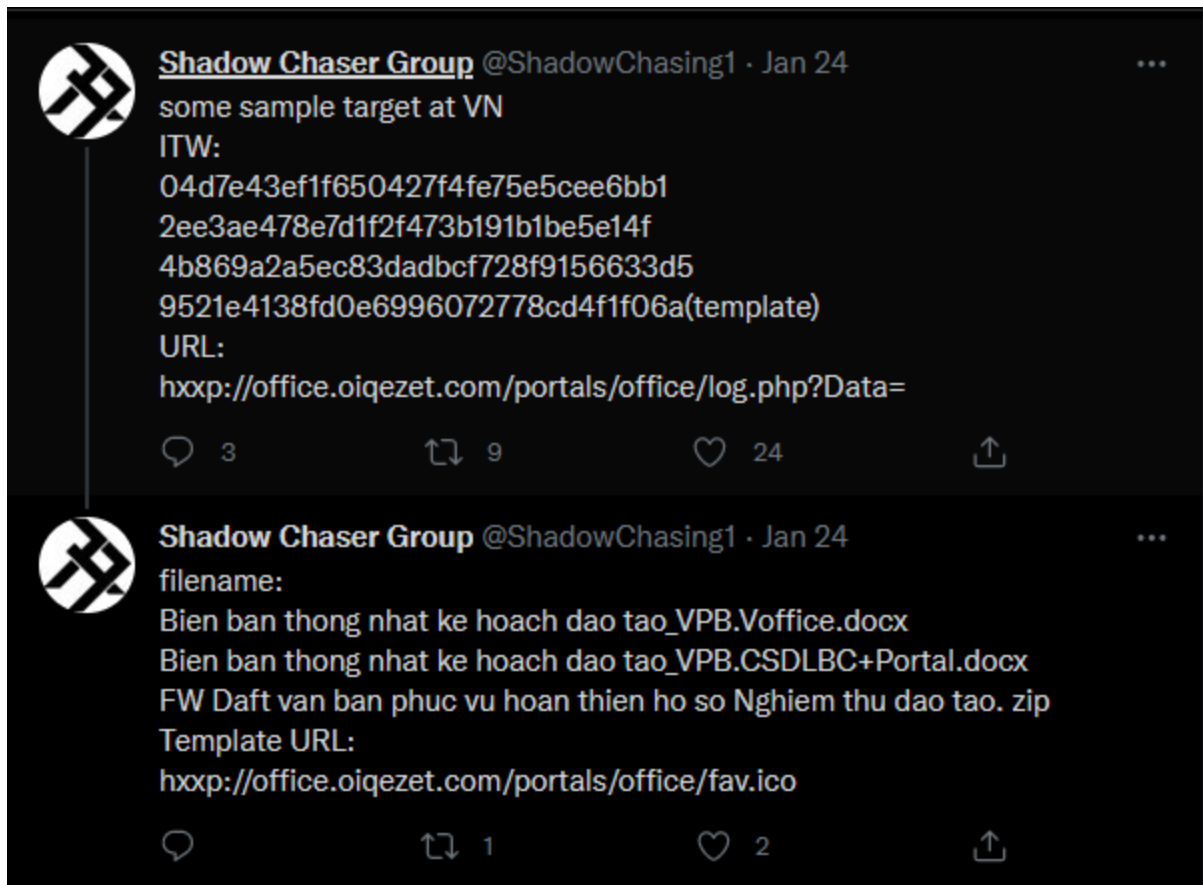 Shadow Chaser Group @ShadowChasing1 · Jan 24
some sample target at VN
ITW:
04d7e43ef1f650427f4fe75e5cee6bb1
2ee3ae478e7d1f2f473b191b1be5e14f
4b869a2a5ec83dadbcf728f9156633d5
9521e4138fd0e6996072778cd4f1f06a(template)
URL:
hxxp://office.oiqezet.com/portals/office/log.php?Data=
3 9 24
Shadow Chaser Group @ShadowChasing1 · Jan 24
filename:
Bien ban thong nhat ke hoach dao tao_VPB.Voffice.docx
Bien ban thong nhat ke hoach dao tao_VPB.CSDLBC+Portal.docx
FW Daft van ban phuc vu hoan thien ho so Nghiem thu dao tao. zip
Template URL:
hxxp://office.oiqezet.com/portals/office/fav.ico
1 2